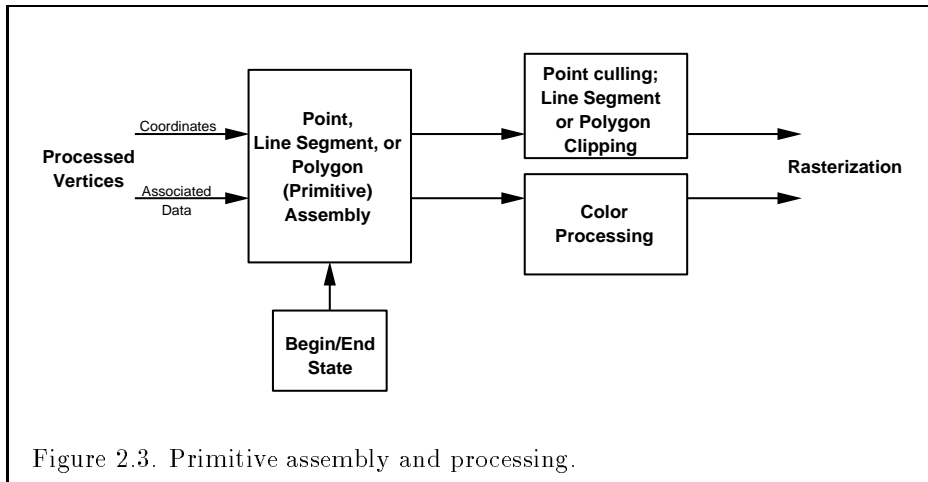 Processed
Vertices
Coordinates
Associated
Data
Point,
Line Segment, or
Polygon
(Primitive)
Assembly
Begin/End
State
Point culling;
Line Segment
or Polygon
Clipping
Color
Processing
Rasterization
Figure 2.3. Primitive assembly and processing.